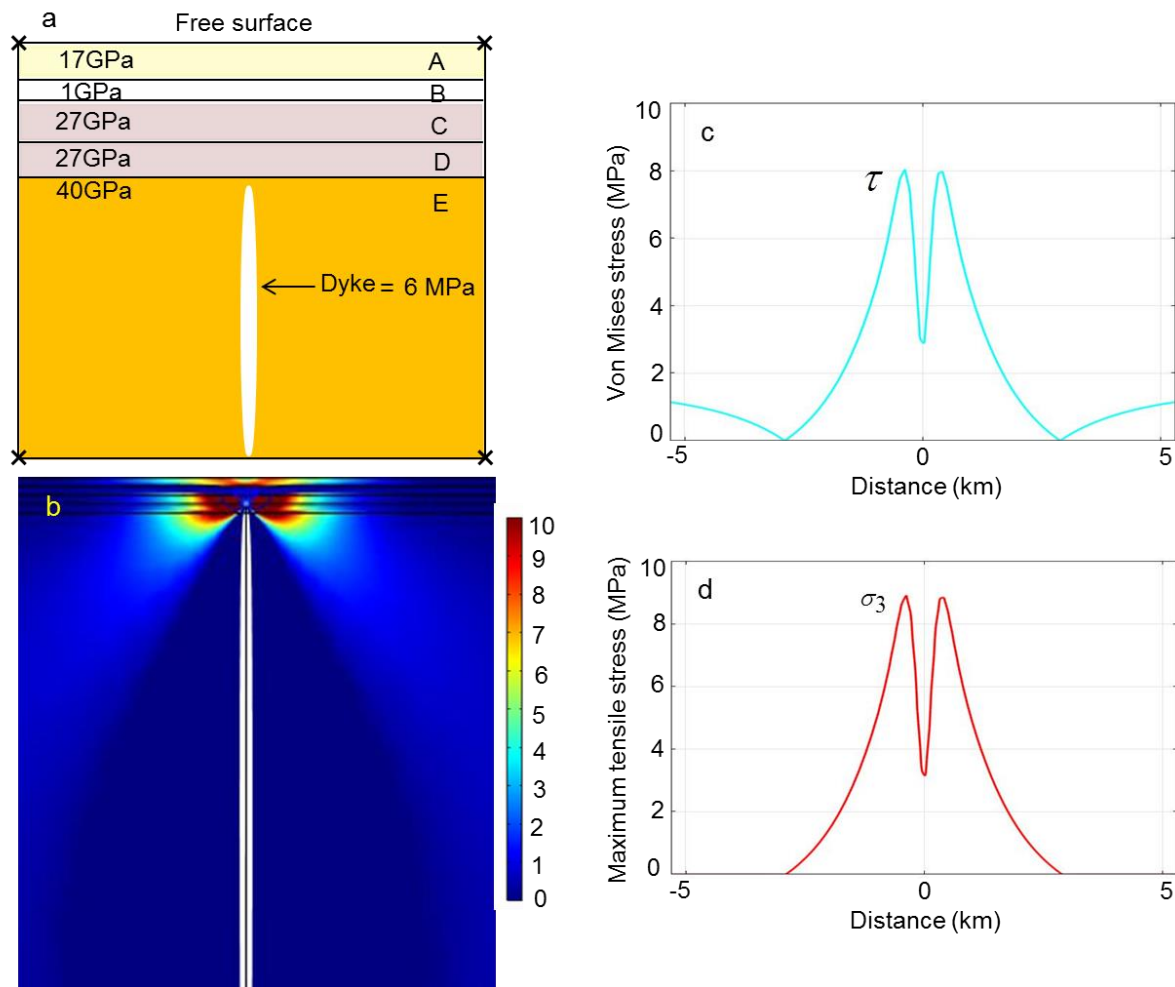 a
Free surface
17GPa A
1GPa B
27GPa C
27GPa D
40GPa E
Dyke = 6 MPa
b
10
9
8
7
6
5
4
3
2
1
0
c
τ
Von Mises stress (MPa)
10
8
6
4
2
0
-5 0 5
Distance (km)
d
σ3
Maximum tensile stress (MPa)
10
8
6
4
2
0
-5 0 5
Distance (km)